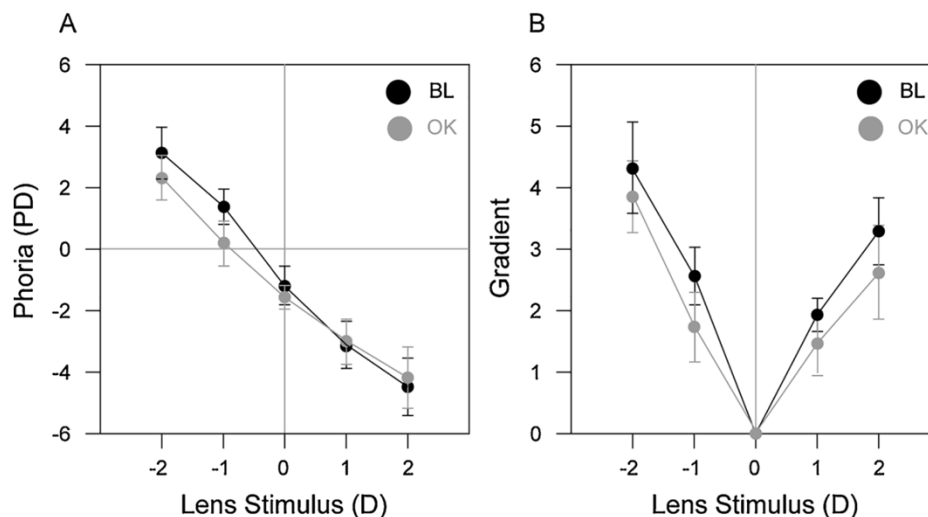 A
6
4
2
0
-2
-4
-6
Phoria (PD)
-2 -1 0 1 2
Lens Stimulus (D)
BL
OK
B
6
5
4
3
2
1
0
Gradient
-2 -1 0 1 2
Lens Stimulus (D)
BL
OK